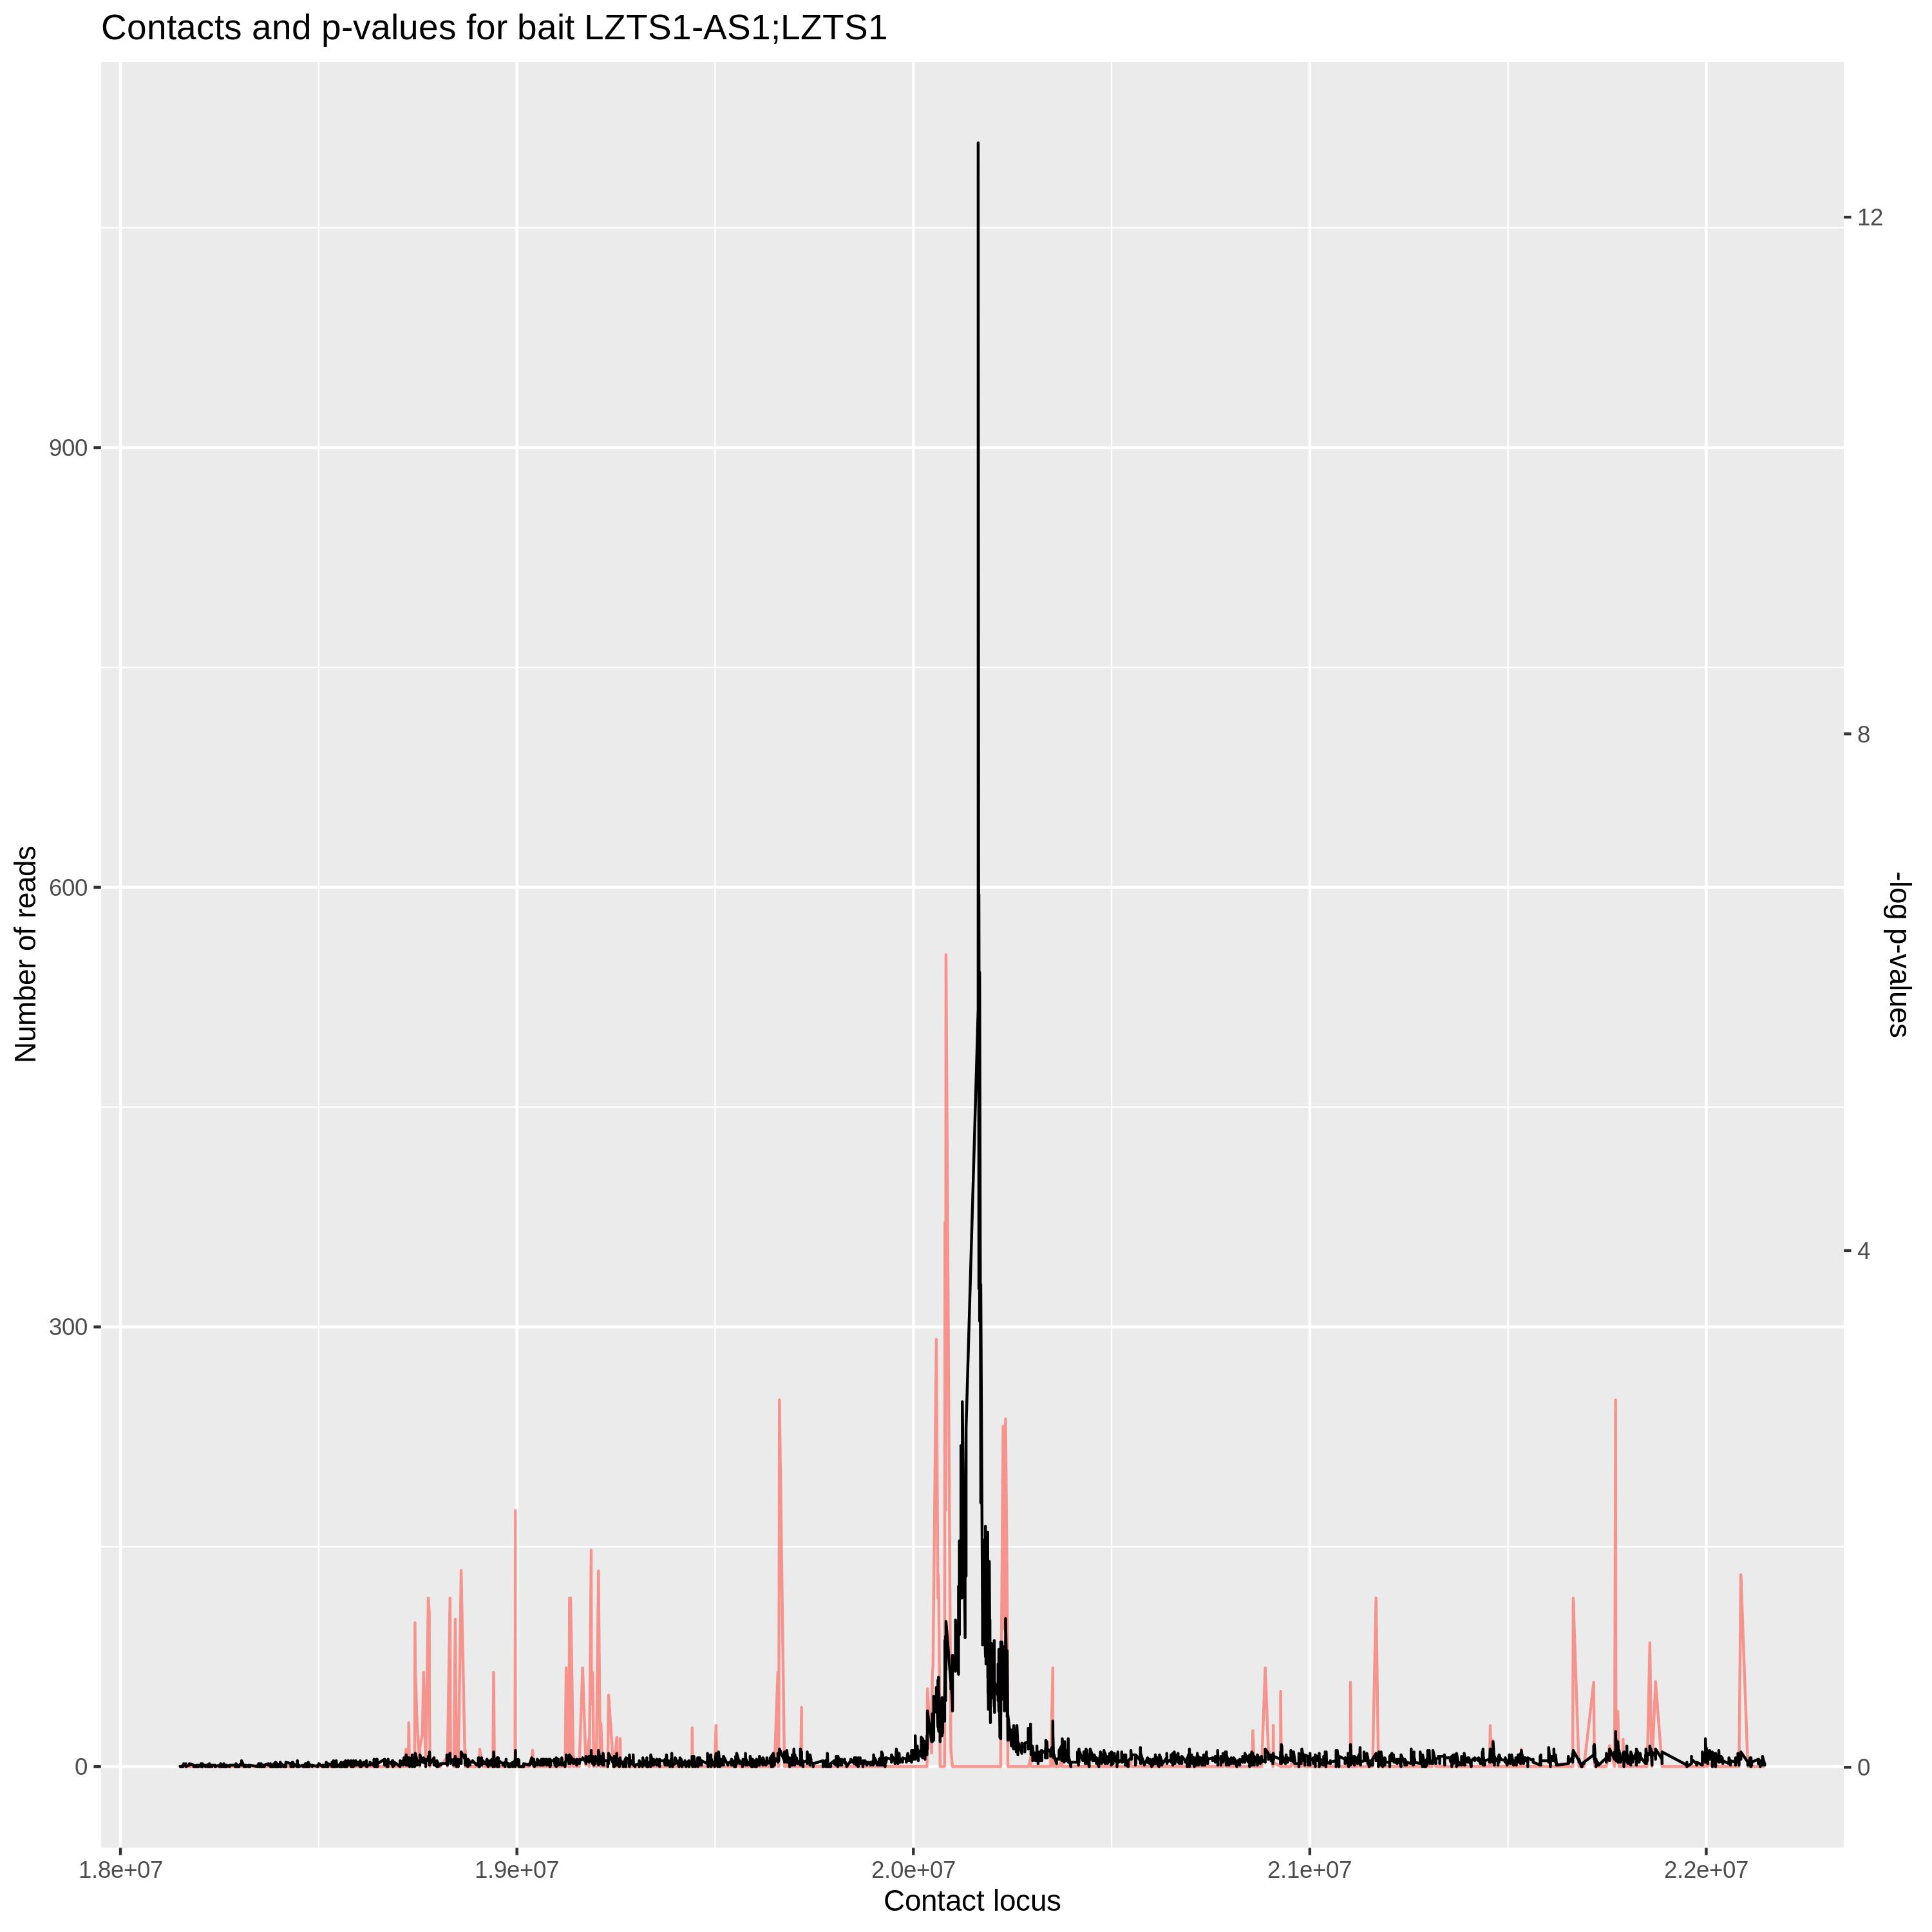 Contacts and p-values for bait LZTS1-AS1;LZTS1
12
900
8
600
Number of reads
-log p-values
4
300
0
0
1.8e+07
1.9e+07
2.0e+07
2.1e+07
2.2e+07
Contact locus